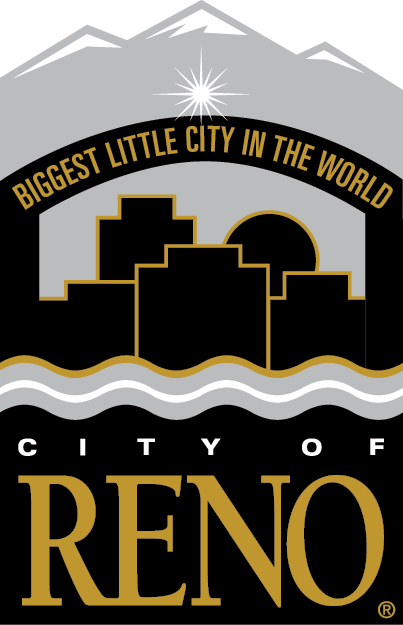 BIGGEST LITTLE CITY IN THE WORLD
CITY OF
RENO®